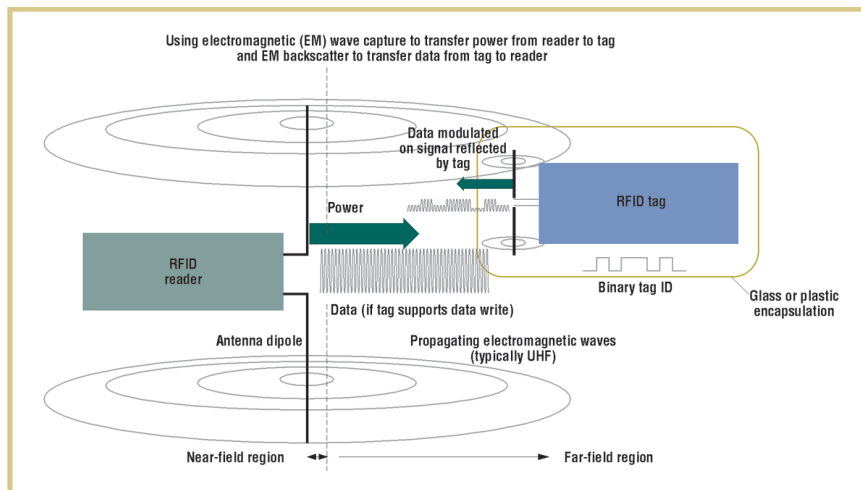 Using electromagnetic (EM) wave capture to transfer power from reader to tag
and EM backscatter to transfer data from tag to reader
Data modulated
on signal reflected
by tag
Power
RFID tag
RFID
reader
Binary tag ID
Glass or plastic
encapsulation
Data (if tag supports data write)
Antenna dipole
Propagating electromagnetic waves
(typically UHF)
Near-field region
Far-field region